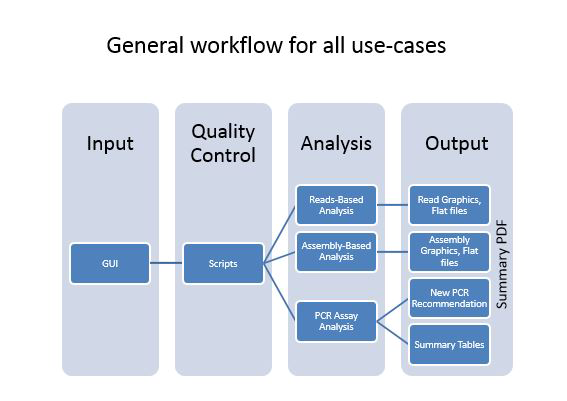 General workflow for all use-cases
Input
Quality
Control
Analysis
Output
GUI
Scripts
Reads-Based
Analysis
Assembly-Based
Analysis
PCR Assay
Analysis
Read Graphics,
Flat files
Assembly
Graphics, Flat
files
New PCR
Recommendation
Summary Tables
Summary PDF